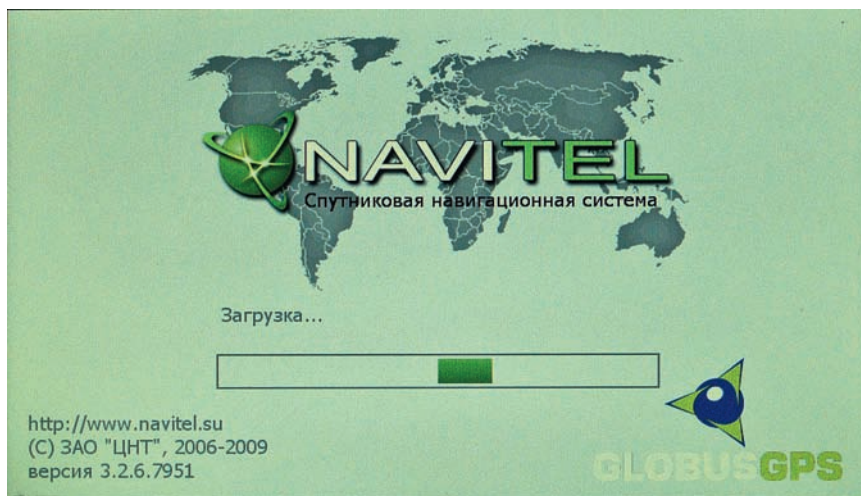 NAVITEL
Спутниковая навигационная система
Загрузка...
http://www.navitel.su
(C) ЗАО "ЦНТ", 2006-2009
версия 3.2.6.7951
GLOBUSGPS